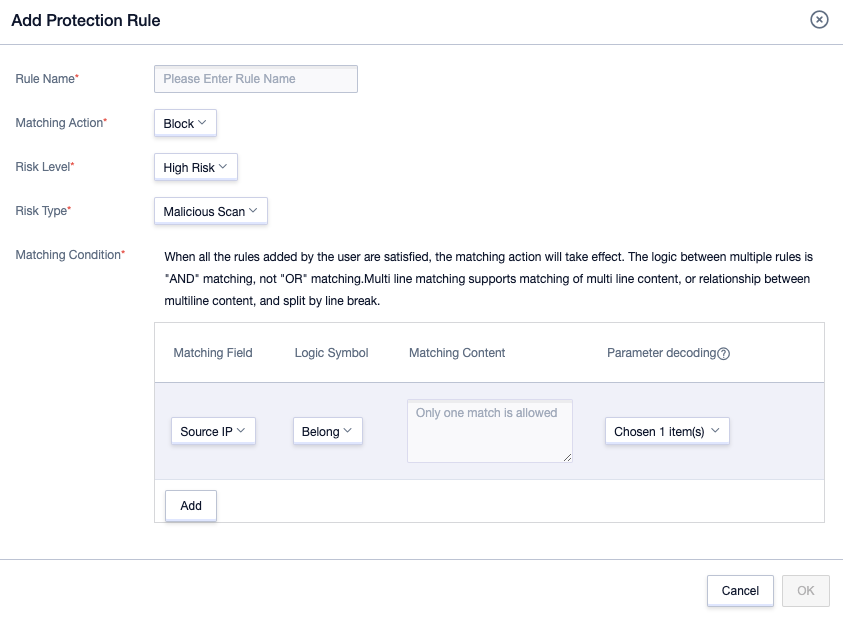 Add Protection Rule
Rule Name*
Please Enter Rule Name
Matching Action*
Block
Risk Level*
High Risk
Risk Type*
Malicious Scan
Matching Condition*
When all the rules added by the user are satisfied, the matching action will take effect. The logic between multiple rules is
"AND" matching, not "OR" matching.Multi line matching supports matching of multi line content, or relationship between
multiline content, and split by line break.
Matching Field
Logic Symbol
Matching Content
Parameter decoding
Source IP
Belong
Only one match is allowed
Chosen 1 item(s)
Add
Cancel
OK